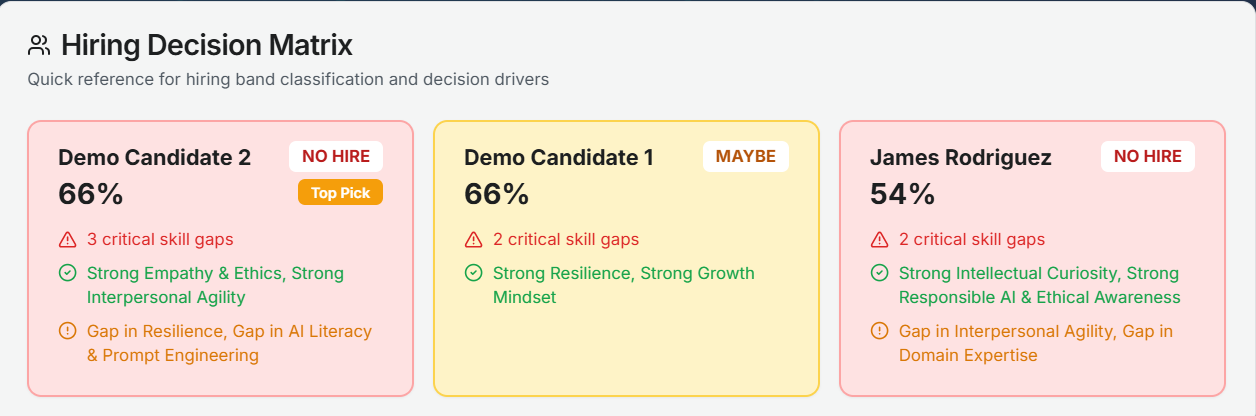 Hiring Decision Matrix
Quick reference for hiring band classification and decision drivers
Demo Candidate 2
NO HIRE
66%
Top Pick
3 critical skill gaps
Strong Empathy & Ethics, Strong
Interpersonal Agility
Gap in Resilience, Gap in AI Literacy
& Prompt Engineering
Demo Candidate 1
MAYBE
66%
2 critical skill gaps
Strong Resilience, Strong Growth
Mindset
James Rodriguez
NO HIRE
54%
2 critical skill gaps
Strong Intellectual Curiosity, Strong
Responsible AI & Ethical Awareness
Gap in Interpersonal Agility, Gap in
Domain Expertise